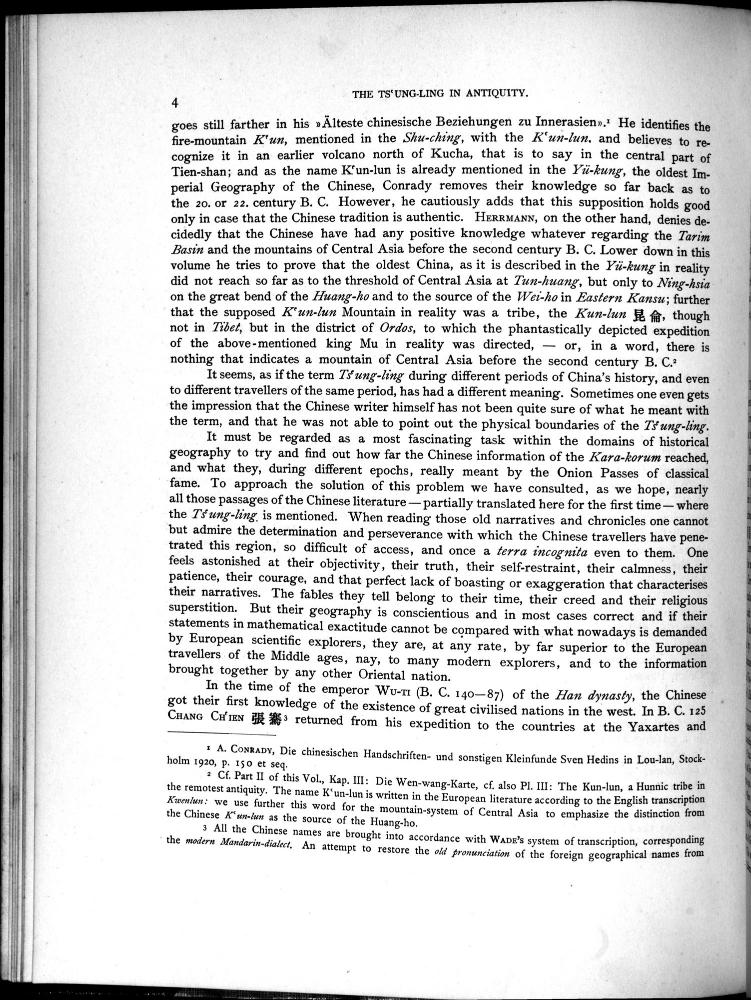 4
THE TSʿUNG-LING IN ANTIQUITY.
goes still farther in his »Älteste chinesische Beziehungen zu Innerasien».¹ He identifies the
fire-mountain Kʿun, mentioned in the Shu-ching, with the Kʿun-lun, and believes to re-
cognize it in an earlier volcano north of Kucha, that is to say in the central part of
Tien-shan; and as the name Kʿun-lun is already mentioned in the Yü-kung, the oldest Im-
perial Geography of the Chinese, Conrady removes their knowledge so far back as to
the 20. or 22. century B. C. However, he cautiously adds that this supposition holds good
only in case that the Chinese tradition is authentic. HERRMANN, on the other hand, denies de-
cidedly that the Chinese have had any positive knowledge whatever regarding the Tarim
Basin and the mountains of Central Asia before the second century B. C. Lower down in this
volume he tries to prove that the oldest China, as it is described in the Yü-kung in reality
did not reach so far as to the threshold of Central Asia at Tun-huang, but only to Ning-hsia
on the great bend of the Huang-ho and to the source of the Wei-ho in Eastern Kansu; further
that the supposed Kʿun-lun Mountain in reality was a tribe, the Kun-lun 昆侖, though
not in Tibet, but in the district of Ordos, to which the phantastically depicted expedition
of the above-mentioned king Mu in reality was directed, — or, in a word, there is
nothing that indicates a mountain of Central Asia before the second century B. C.²
It seems, as if the term Tsʿung-ling during different periods of China's history, and even
to different travellers of the same period, has had a different meaning. Sometimes one even gets
the impression that the Chinese writer himself has not been quite sure of what he meant with
the term, and that he was not able to point out the physical boundaries of the Tsʿung-ling.
It must be regarded as a most fascinating task within the domains of historical
geography to try and find out how far the Chinese information of the Kara-korum reached,
and what they, during different epochs, really meant by the Onion Passes of classical
fame. To approach the solution of this problem we have consulted, as we hope, nearly
all those passages of the Chinese literature — partially translated here for the first time — where
the Tsʿung-ling is mentioned. When reading those old narratives and chronicles one cannot
but admire the determination and perseverance with which the Chinese travellers have pene-
trated this region, so difficult of access, and once a terra incognita even to them. One
feels astonished at their objectivity, their truth, their self-restraint, their calmness, their
patience, their courage, and that perfect lack of boasting or exaggeration that characterises
their narratives. The fables they tell belong to their time, their creed and their religious
superstition. But their geography is conscientious and in most cases correct and if their
statements in mathematical exactitude cannot be compared with what nowadays is demanded
by European scientific explorers, they are, at any rate, by far superior to the European
travellers of the Middle ages, nay, to many modern explorers, and to the information
brought together by any other Oriental nation.
In the time of the emperor WU-TI (B. C. 140—87) of the Han dynasty, the Chinese
got their first knowledge of the existence of great civilised nations in the west. In B. C. 125
CHANG CHʿIEN 張騫³ returned from his expedition to the countries at the Yaxartes and
¹ A. CONRADY, Die chinesischen Handschriften- und sonstigen Kleinfunde Sven Hedins in Lou-lan, Stock-
holm 1920, p. 150 et seq.
² Cf. Part II of this Vol., Kap. III: Die Wen-wang-Karte, cf. also Pl. III: The Kun-lun, a Hunnic tribe in
the remotest antiquity. The name Kʿun-lun is written in the European literature according to the English transcription
Kwenlun: we use further this word for the mountain-system of Central Asia to emphasize the distinction from
the Chinese Kʿun-lun as the source of the Huang-ho.
³ All the Chinese names are brought into accordance with WADE's system of transcription, corresponding
the modern Mandarin-dialect. An attempt to restore the old pronunciation of the foreign geographical names from